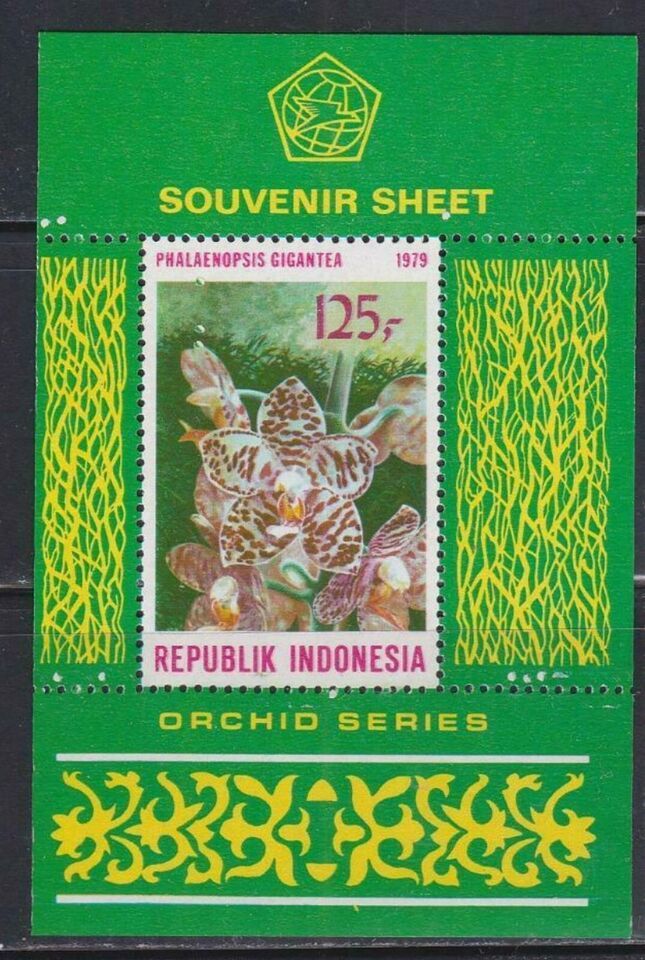 SOUVENIR SHEET
PHALAENOPSIS GIGANTEA 1979
125,-
REPUBLIK INDONESIA
ORCHID SERIES